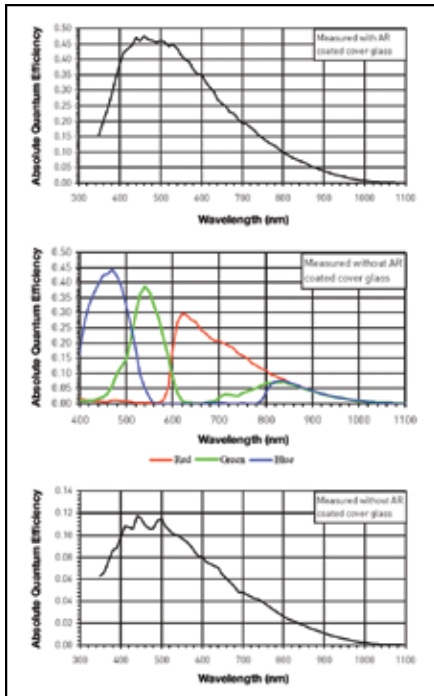 Absolute Quantum Efficiency
0.50
0.45
0.40
0.35
0.30
0.25
0.20
0.15
0.10
0.05
0.00
Measured with AR
coated cover glass
300 400 500 600 700 800 900 1000 1100
Wavelength (nm)
Absolute Quantum Efficiency
0.50
0.45
0.40
0.35
0.30
0.25
0.20
0.15
0.10
0.05
0.00
Measured without AR
coated cover glass
400 500 600 700 800 900 1000 1100
Wavelength (nm)
Red Green Blue
Absolute Quantum Efficiency
0.14
0.12
0.10
0.08
0.06
0.04
0.02
0.00
Measured without AR
coated cover glass
300 400 500 600 700 800 900 1000 1100
Wavelength (nm)